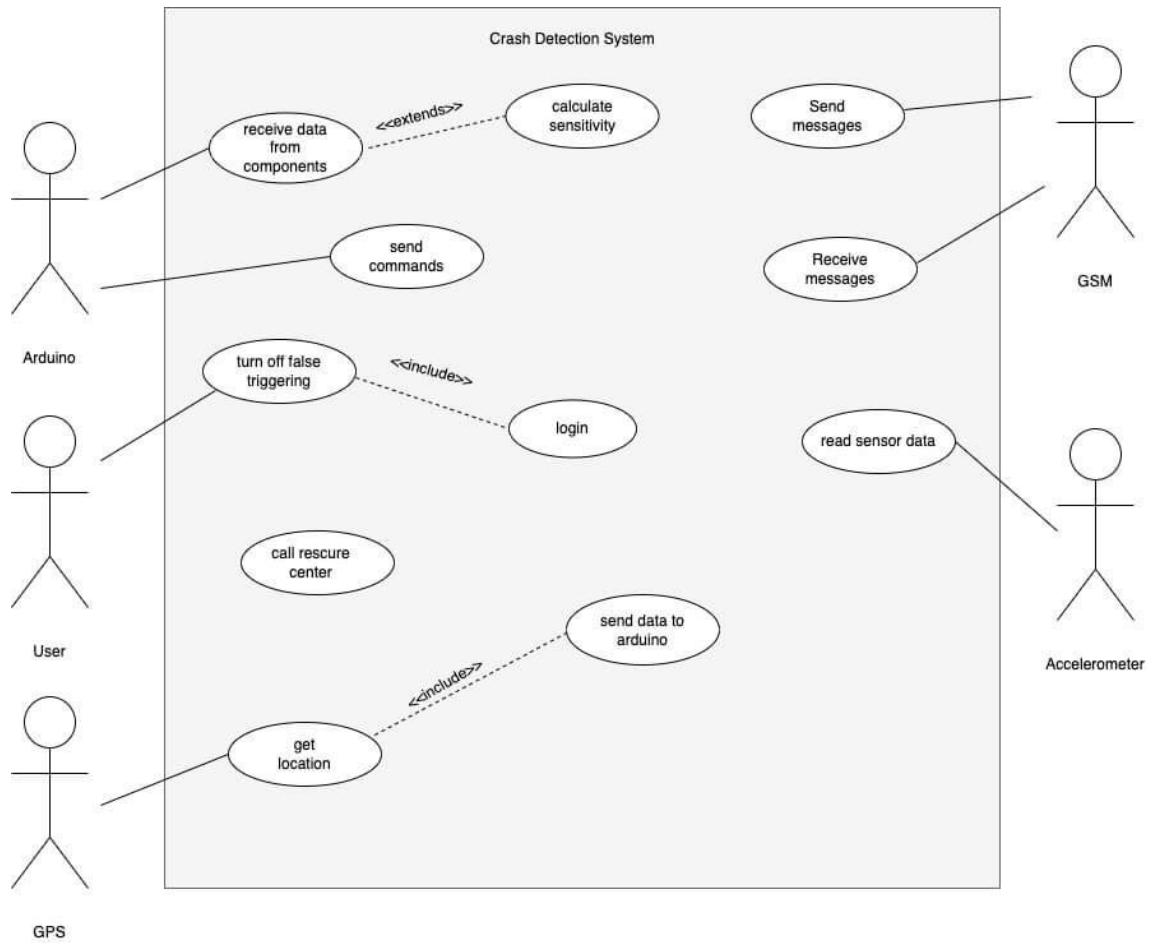 Crash Detection System
receive data
from
components
<<extends>>
calculate
sensitivity
Send
messages
send
commands
Receive
messages
GSM
Arduino
turn off false
triggering
<<include>>
login
read sensor data
call rescure
center
send data to
arduino
User
Accelerometer
<<include>>
get
location
GPS